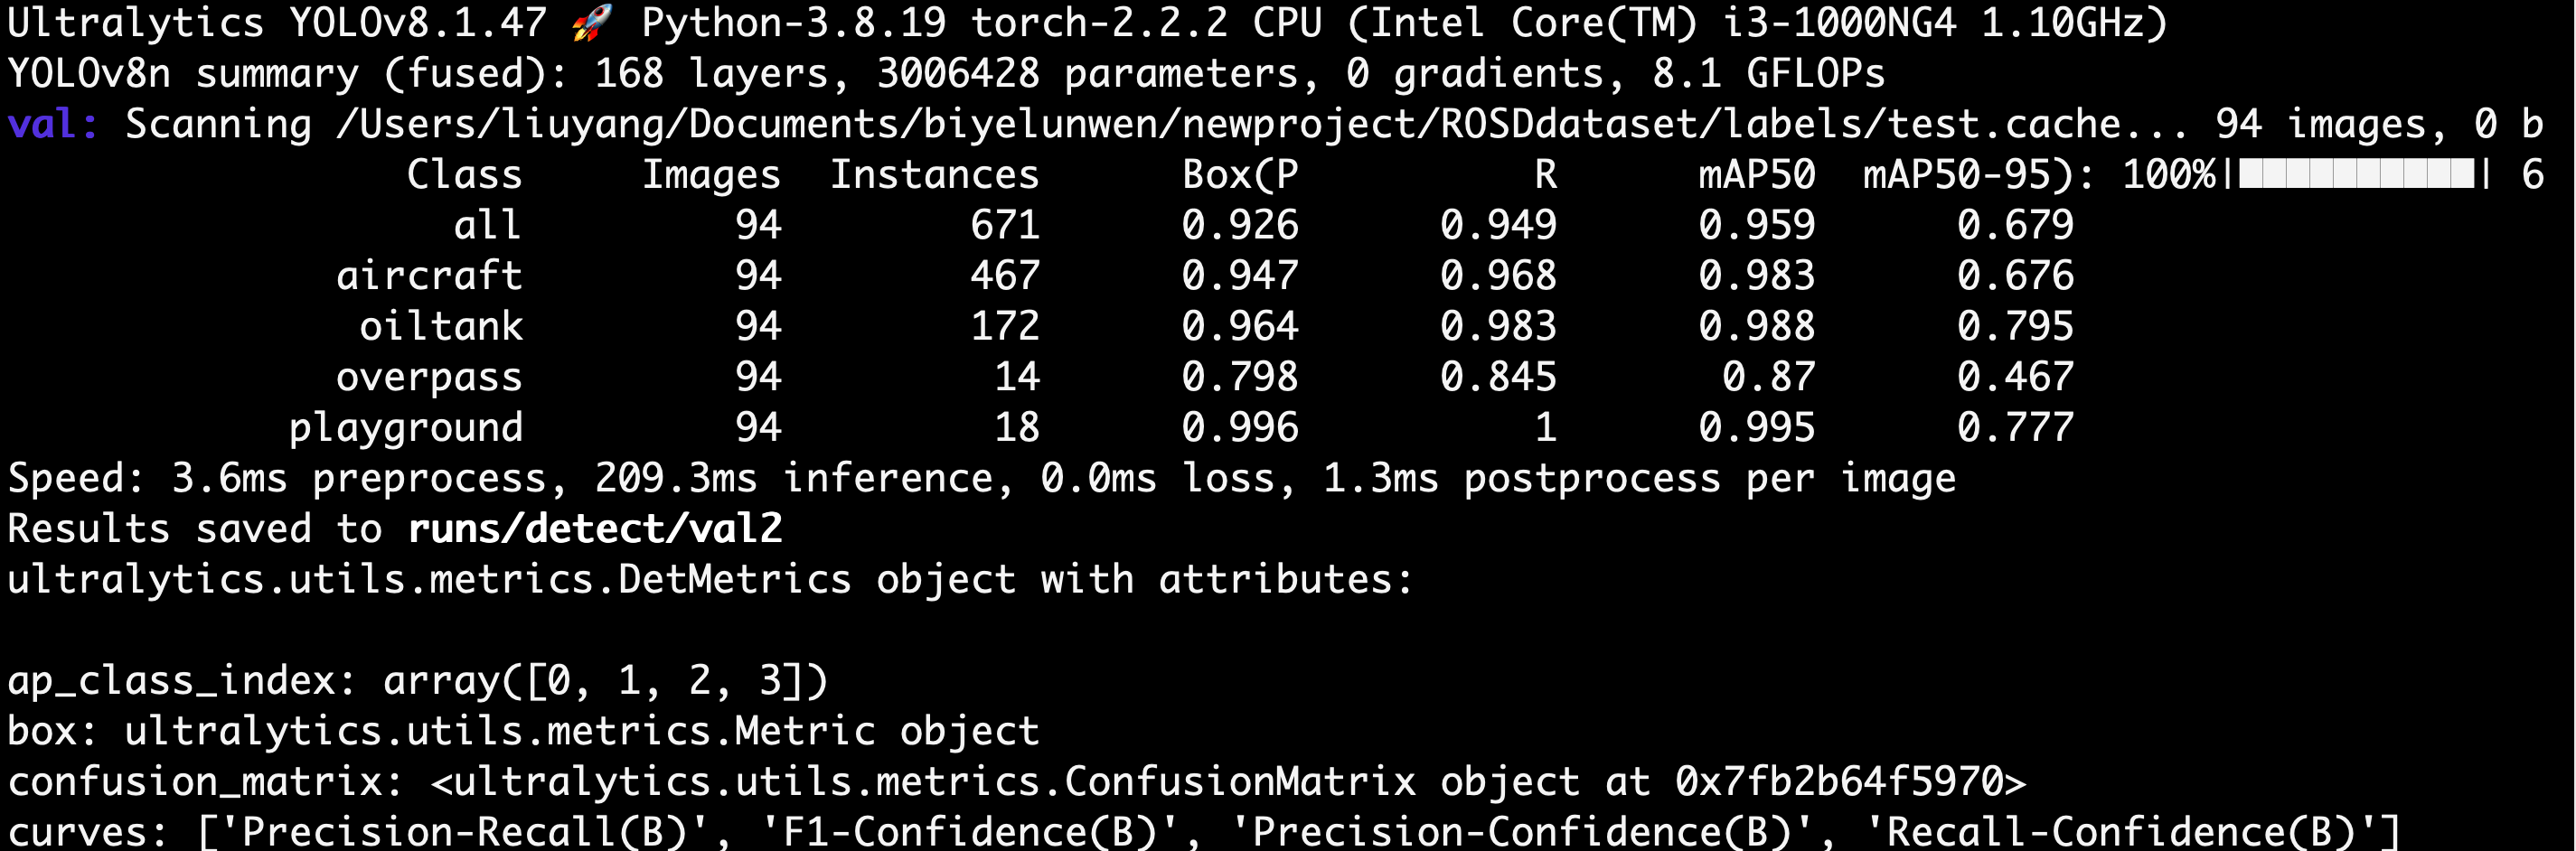 Ultralytics YOLOv8.1.47 🚀 Python-3.8.19 torch-2.2.2 CPU (Intel Core(TM) i3-1000NG4 1.10GHz)
YOLOv8n summary (fused): 168 layers, 3006428 parameters, 0 gradients, 8.1 GFLOPs
val: Scanning /Users/liuyang/Documents/biyelunwen/newproject/ROSDdataset/labels/test.cache... 94 images, 0 b
Class Images Instances Box(P R mAP50 mAP50-95): 100%|██████████| 6
all 94 671 0.926 0.949 0.959 0.679
aircraft 94 467 0.947 0.968 0.983 0.676
oiltank 94 172 0.964 0.983 0.988 0.795
overpass 94 14 0.798 0.845 0.87 0.467
playground 94 18 0.996 1 0.995 0.777
Speed: 3.6ms preprocess, 209.3ms inference, 0.0ms loss, 1.3ms postprocess per image
Results saved to runs/detect/val2
ultralytics.utils.metrics.DetMetrics object with attributes:
ap_class_index: array([0, 1, 2, 3])
box: ultralytics.utils.metrics.Metric object
confusion_matrix: <ultralytics.utils.metrics.ConfusionMatrix object at 0x7fb2b64f5970>
curves: ['Precision-Recall(B)', 'F1-Confidence(B)', 'Precision-Confidence(B)', 'Recall-Confidence(B)']